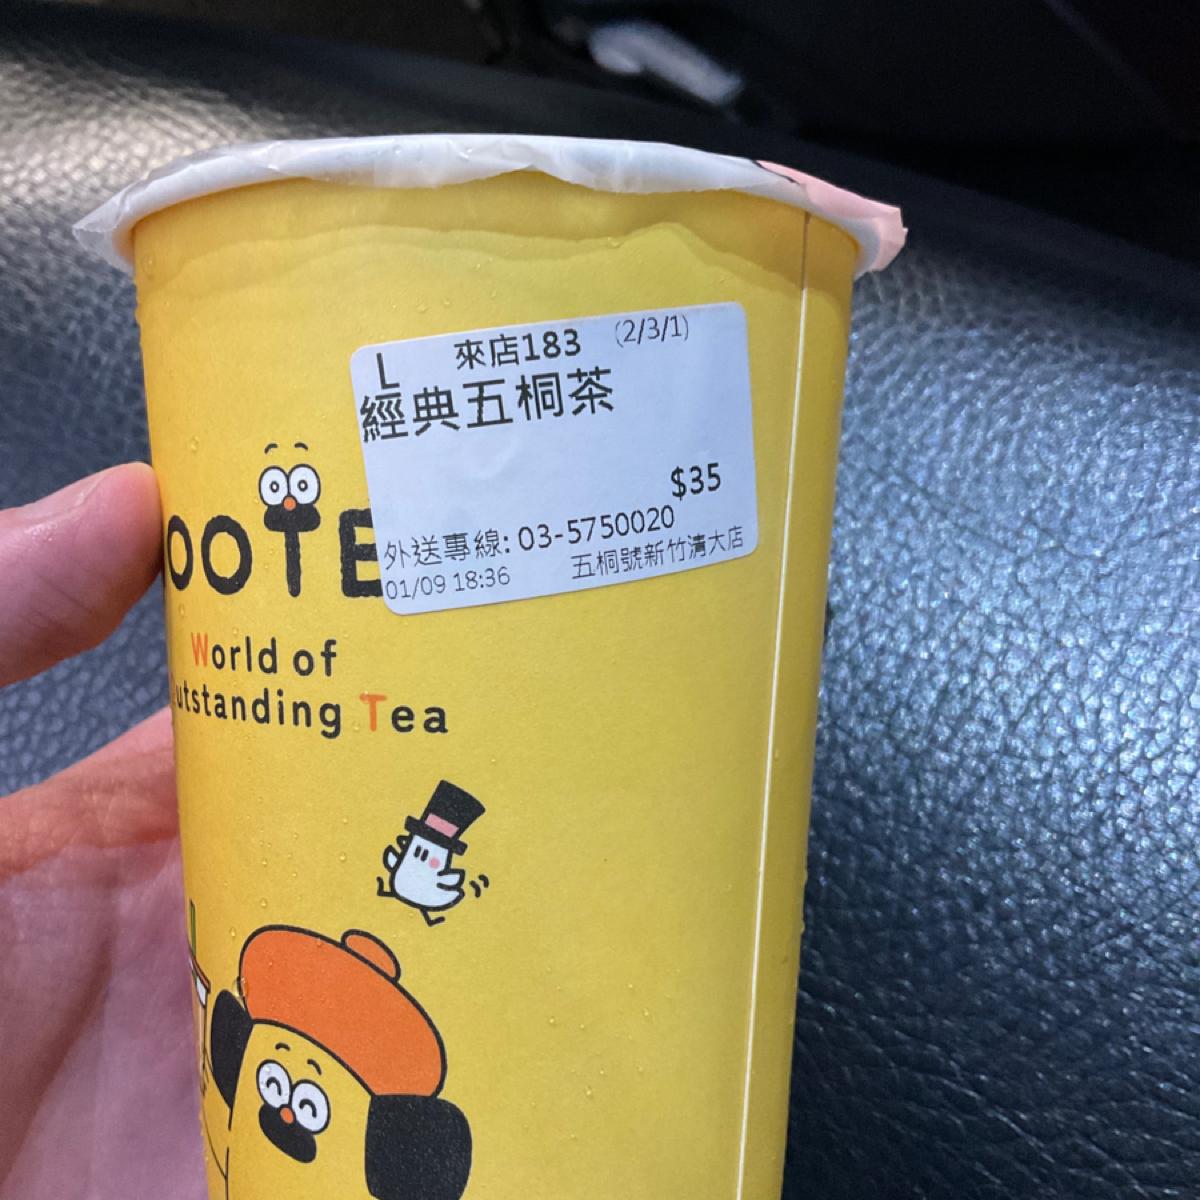 L 來店183 (2/3/1)
經典五桐茶
$35
外送專線: 03-5750020
01/09 18:36 五桐號新竹清大店
OOTE
World of
utstanding Tea